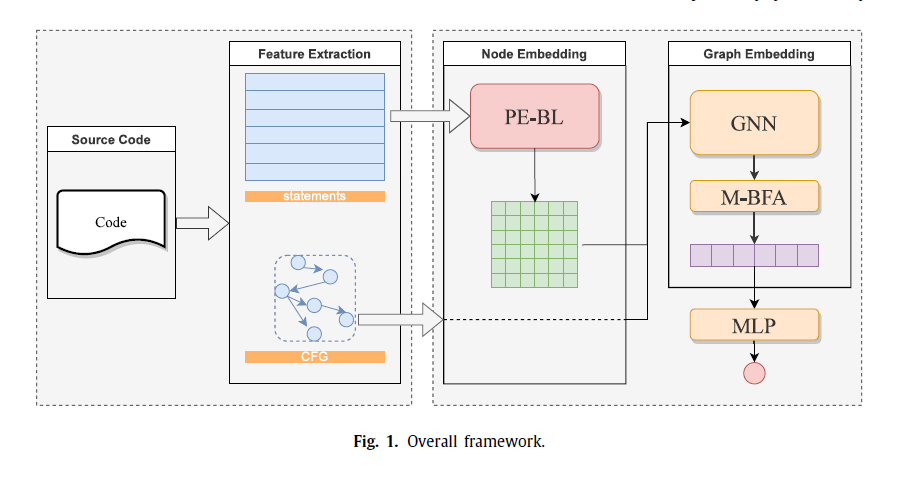 Source Code
Code
Feature Extraction
statements
CFG
Node Embedding
PE-BL
Graph Embedding
GNN
M-BFA
MLP
Fig. 1. Overall framework.